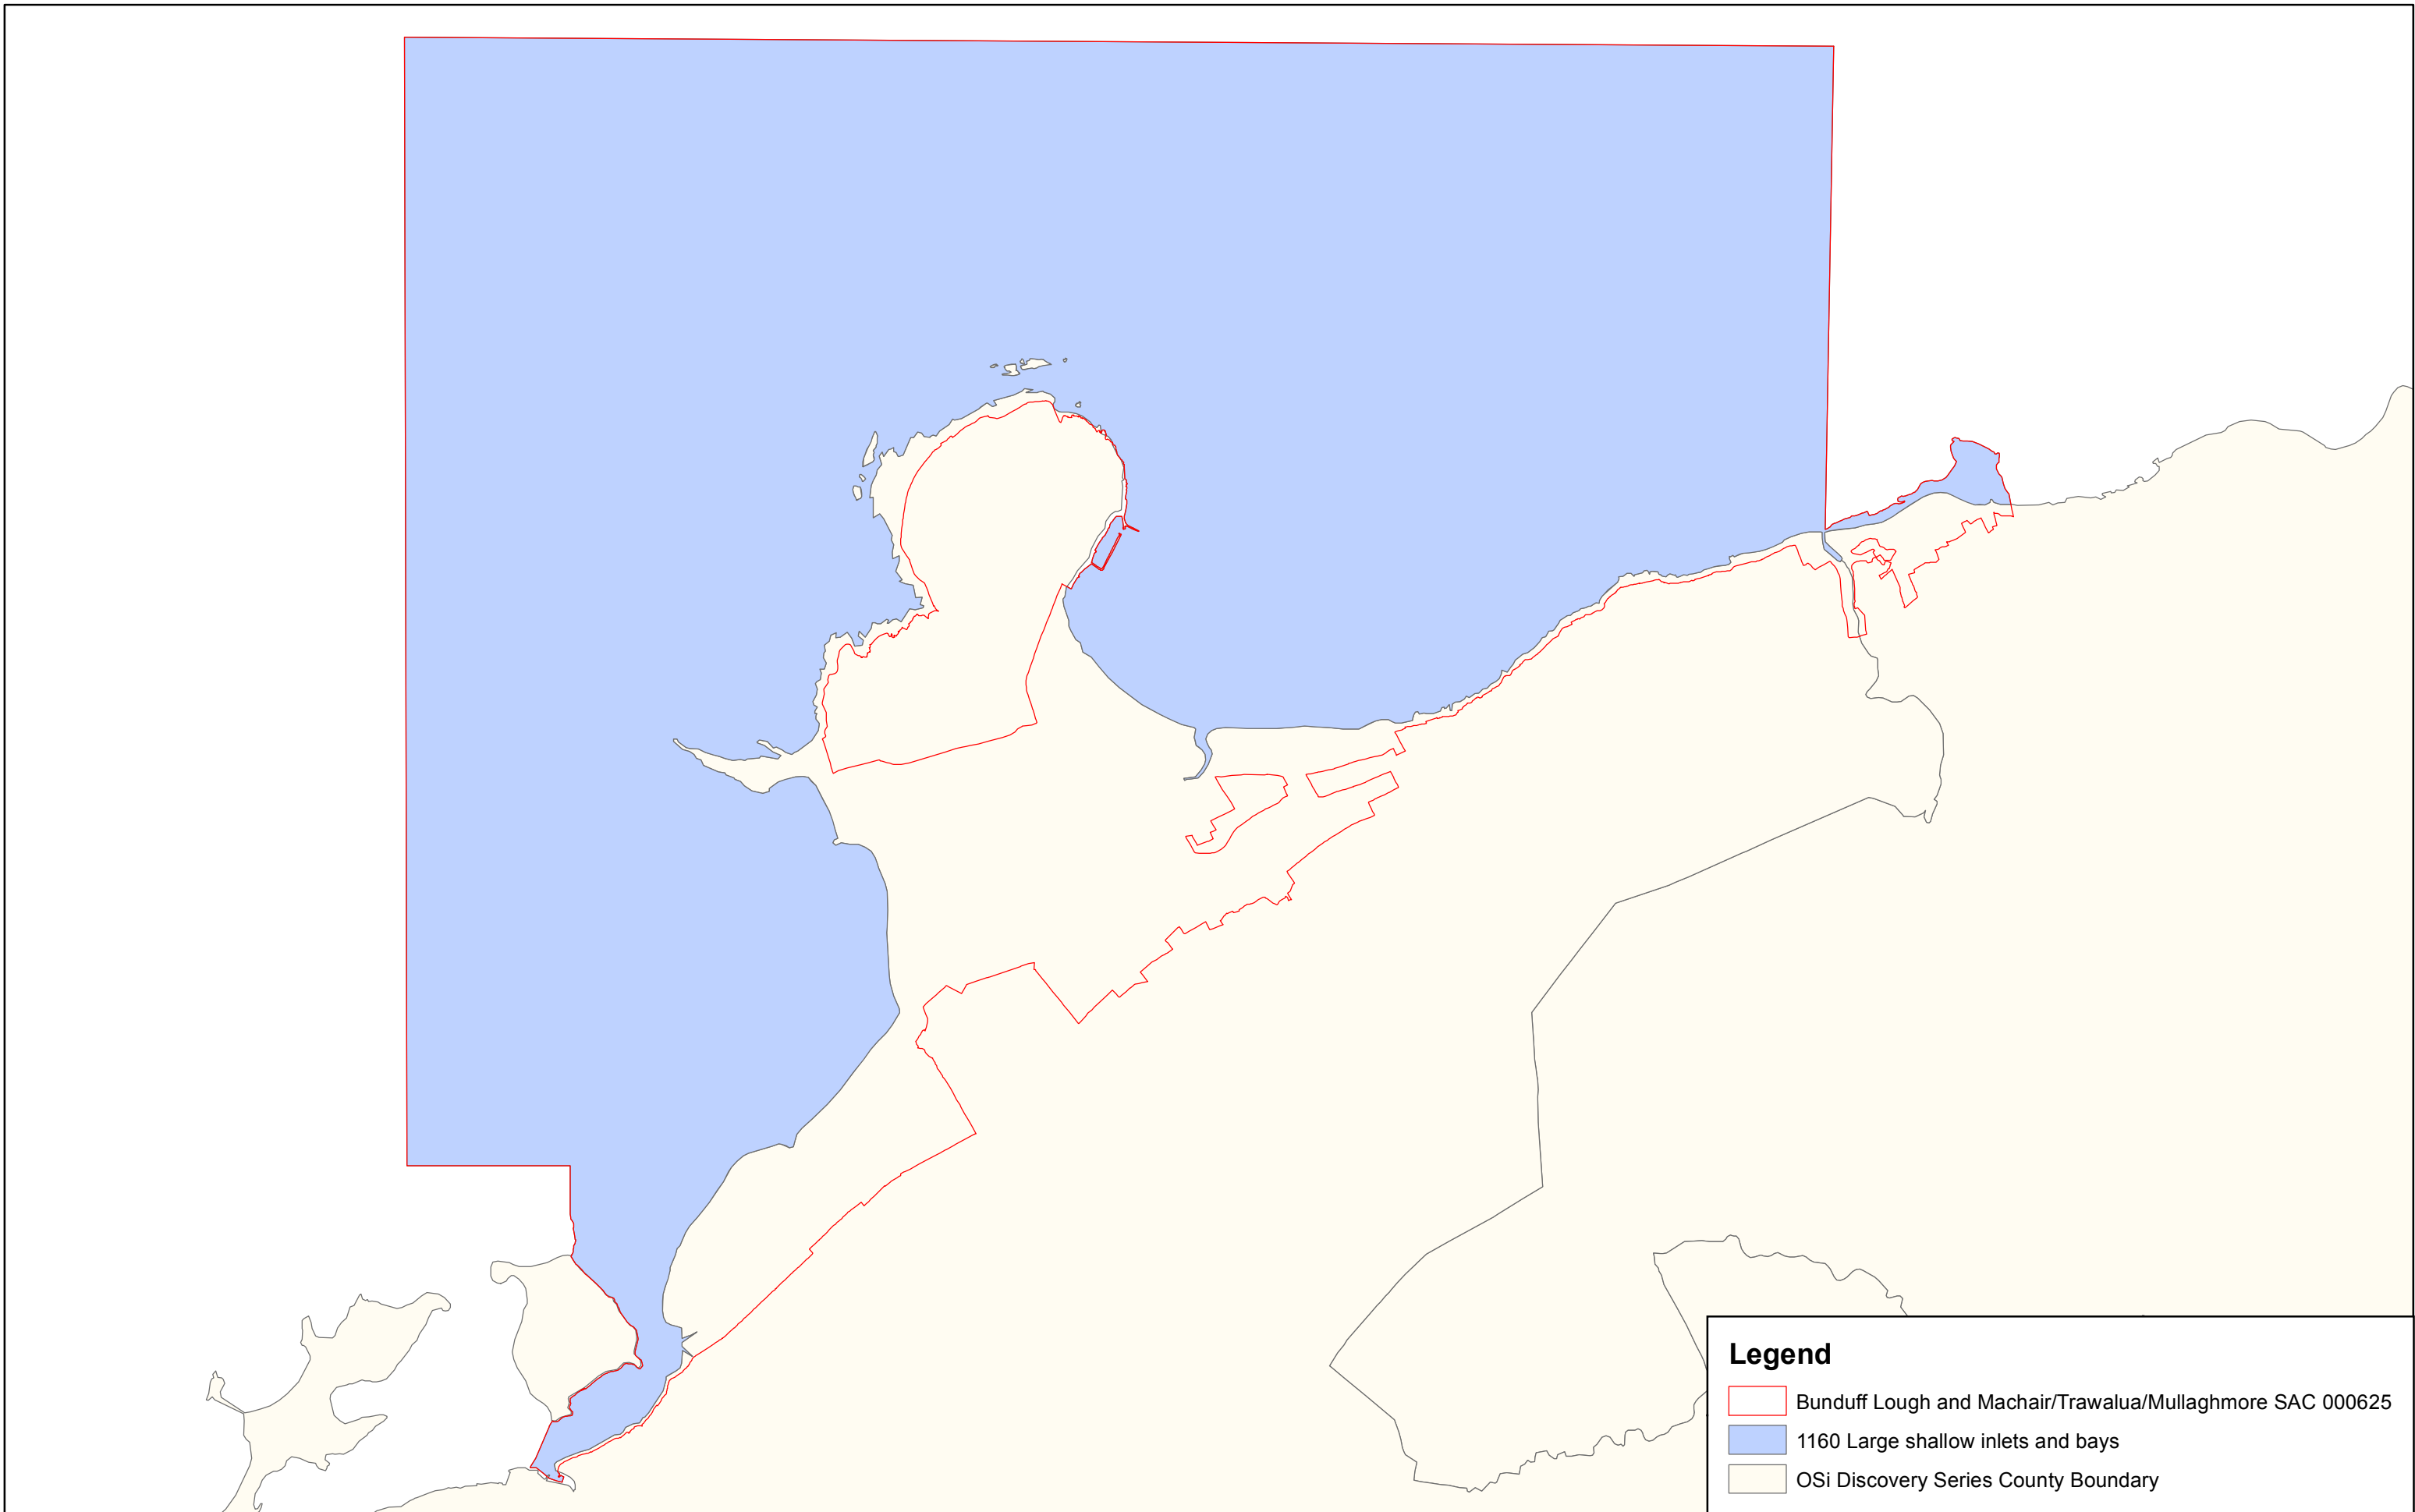 Legend
Bunduff Lough and Machair/Trawalua/Mullaghmore SAC 000625
1160 Large shallow inlets and bays
OSi Discovery Series County Boundary